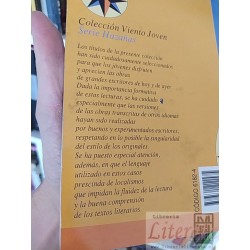 Colección Viento Joven
Serie Hazañas
Los títulos de la presente colección
han sido cuidadosamente seleccionados
para que los jóvenes disfruten
y aprecien las obras
de grandes escritores de hoy y de ayer.
Dada la importancia formativa
de estas lecturas, se ha cuidado
especialmente que las versiones
de las obras transcritas de otros idiomas
hayan sido realizadas
por buenos y experimentados escritores,
respetando en lo posible la singularidad
del estilo de los originales.
Se ha puesto especial atención,
además, en que el lenguaje
utilizado en estos casos
prescinda de localismos
que impidan la fluidez de la lectura
y la buena comprensión
de los textos literarios.
CODIGO: 6182-4
Librería